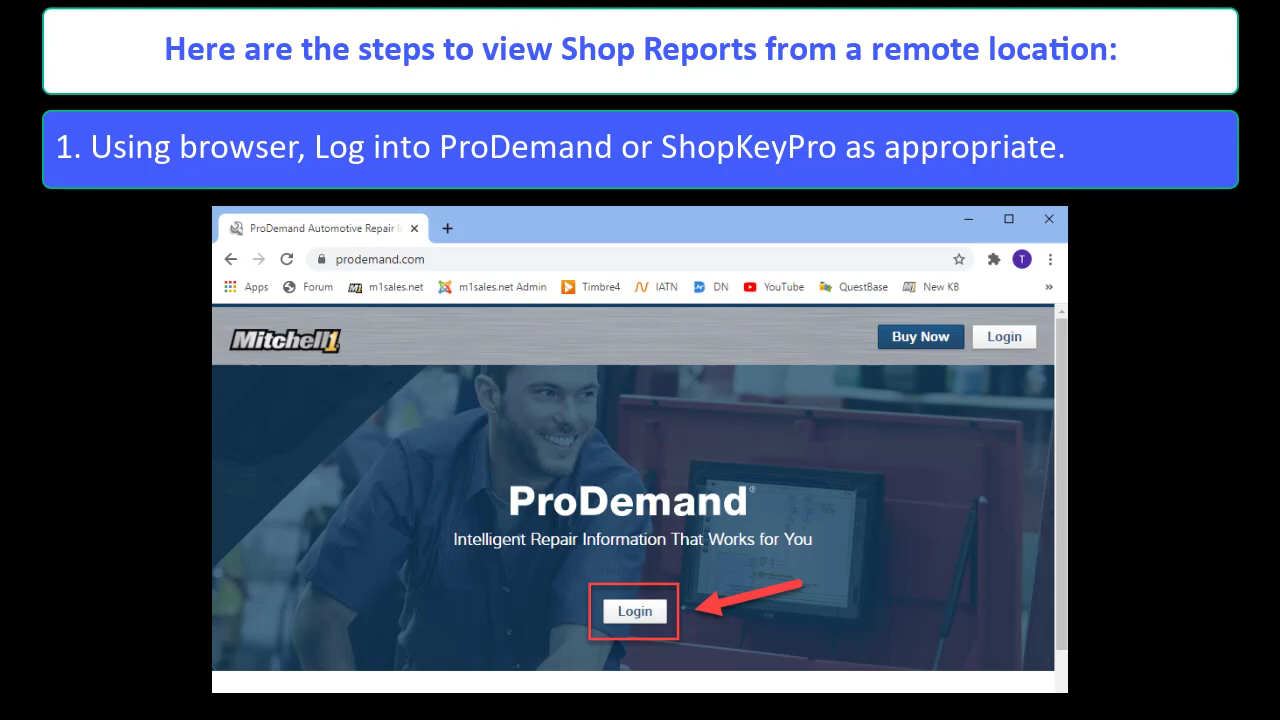 Here are the steps to view Shop Reports from a remote location:
1. Using browser, Log into ProDemand or ShopKeyPro as appropriate.
ProDemand Automotive Repair I
prodemand.com
T
Apps Forum m1sales.net m1sales.net Admin Timbre4 IATN DN YouTube QuestBase New KB »
Mitchell1
Buy Now Login
ProDemand®
Intelligent Repair Information That Works for You
Login